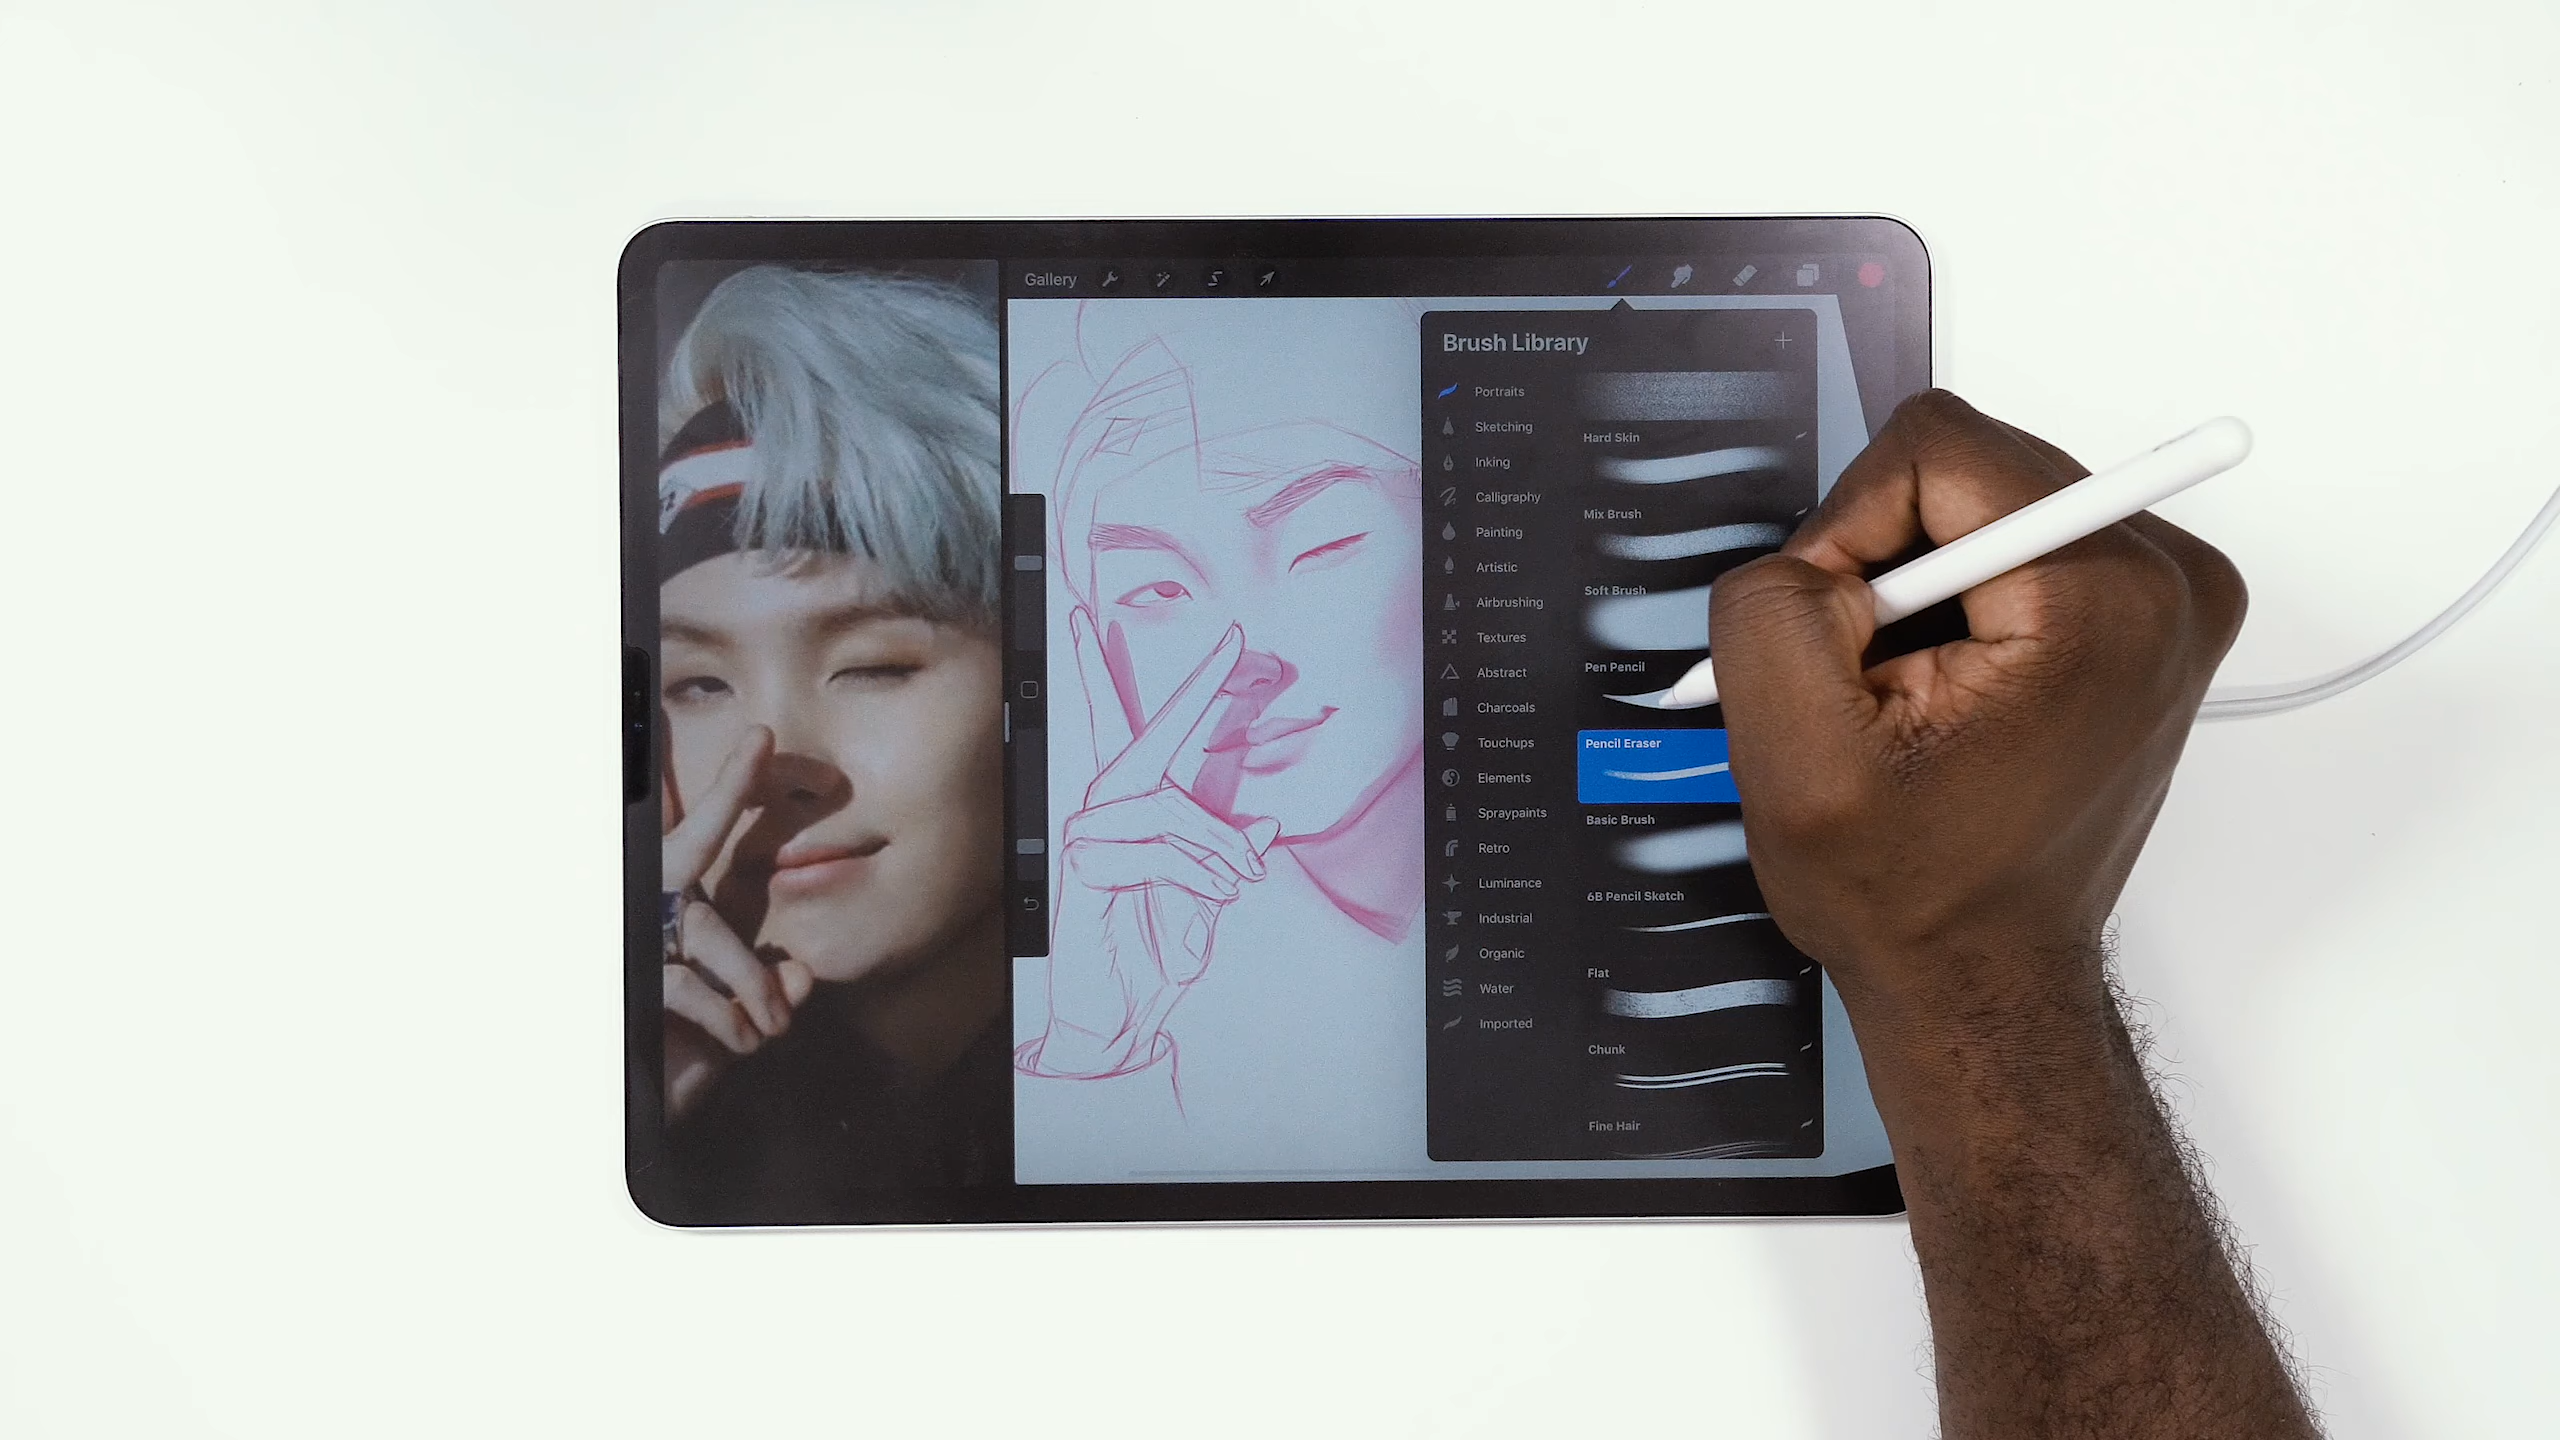 Gallery
Brush Library
Portraits
Sketching
Inking
Calligraphy
Painting
Artistic
Airbrushing
Textures
Abstract
Charcoals
Touchups
Elements
Spraypaints
Retro
Luminance
Industrial
Organic
Water
Imported
Hard Skin
Mix Brush
Soft Brush
Pen Pencil
Pencil Eraser
Basic Brush
6B Pencil Sketch
Flat
Chunk
Fine Hair